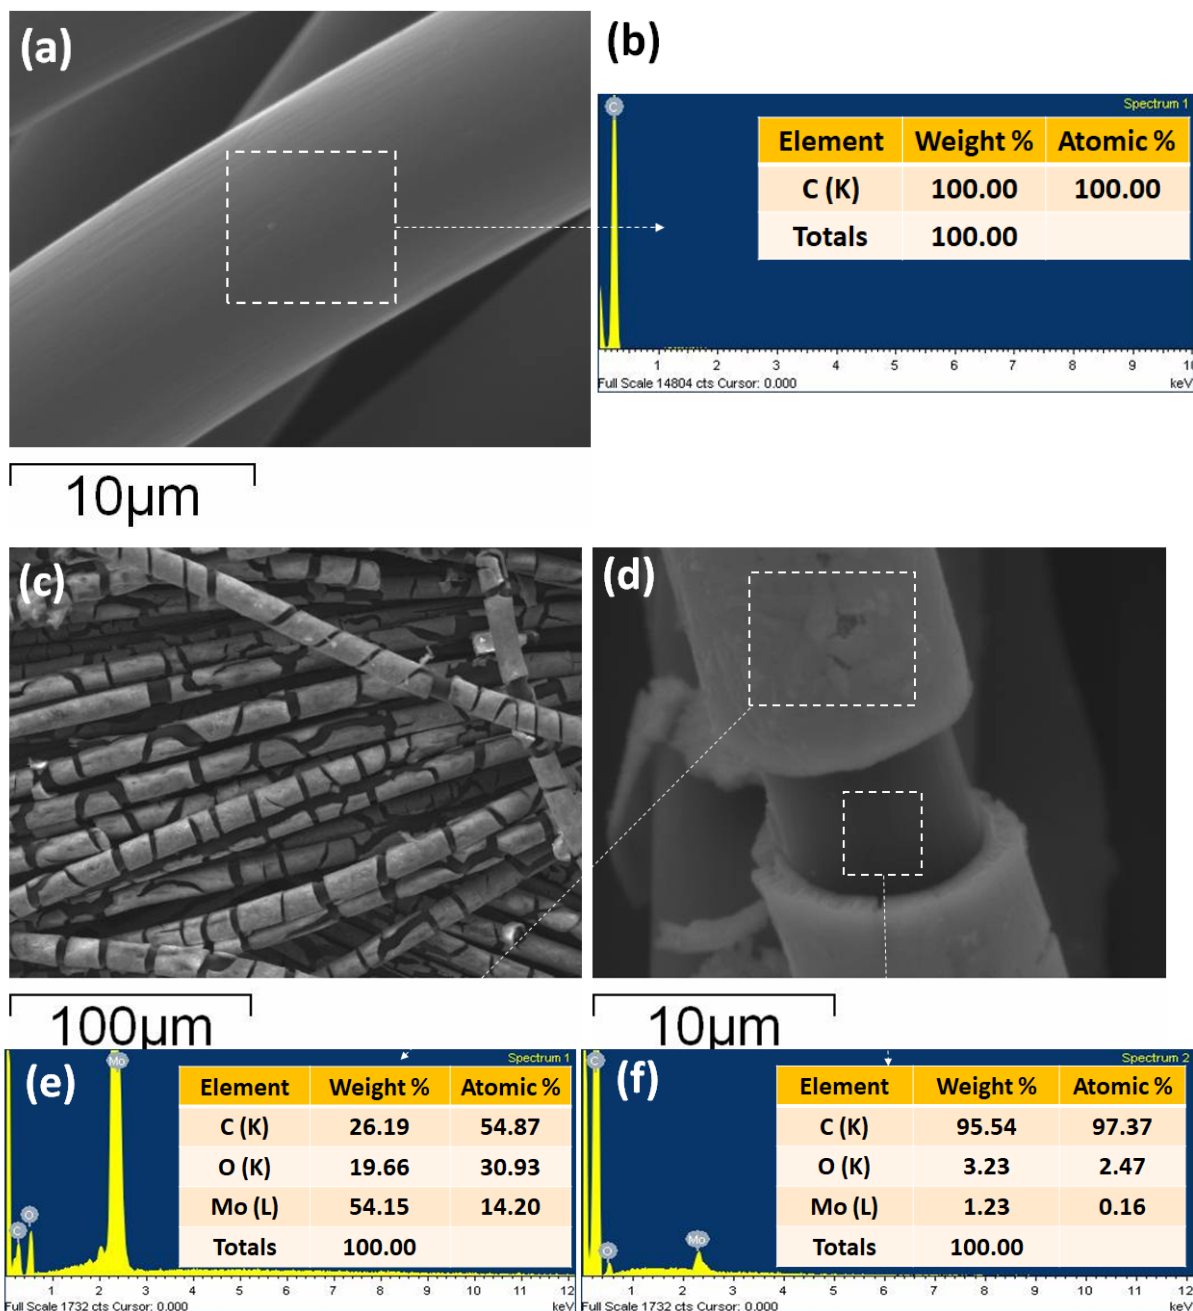 (a)
(b)
C
Spectrum 1
Element Weight % Atomic %
C (K) 100.00 100.00
Totals 100.00
1 2 3 4 5 6 7 8 9 10
Full Scale 14804 cts Cursor: 0.000 keV
10µm
(c)
(d)
100µm
10µm
(e)
Mo
Spectrum 1
Element Weight % Atomic %
C (K) 26.19 54.87
O (K) 19.66 30.93
Mo (L) 54.15 14.20
Totals 100.00
C
O
0 1 2 3 4 5 6 7 8 9 10 11 12
Full Scale 1732 cts Cursor: 0.000 keV
(f)
C
Spectrum 2
Element Weight % Atomic %
C (K) 95.54 97.37
O (K) 3.23 2.47
Mo (L) 1.23 0.16
Totals 100.00
O
Mo
0 1 2 3 4 5 6 7 8 9 10 11 12
Full Scale 1732 cts Cursor: 0.000 keV